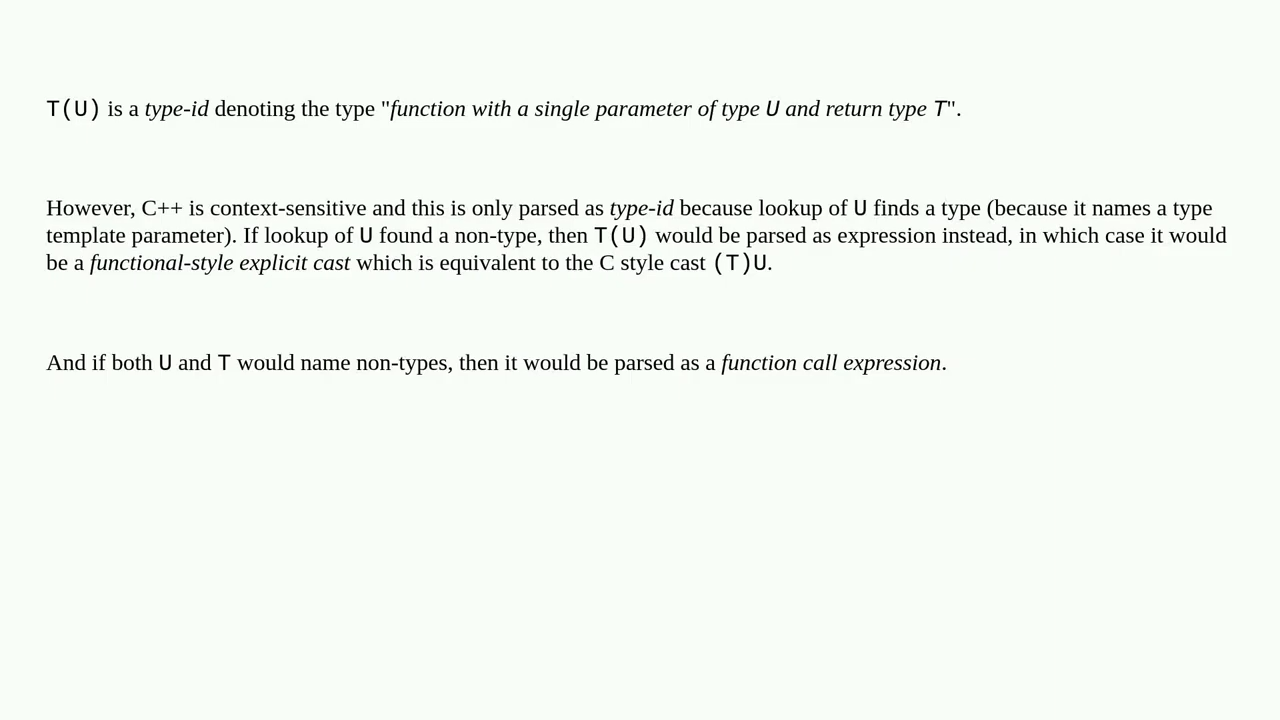 T(U) is a type-id denoting the type "function with a single parameter of type U and return type T".
However, C++ is context-sensitive and this is only parsed as type-id because lookup of U finds a type (because it names a type
template parameter). If lookup of U found a non-type, then T(U) would be parsed as expression instead, in which case it would
be a functional-style explicit cast which is equivalent to the C style cast (T)U.
And if both U and T would name non-types, then it would be parsed as a function call expression.